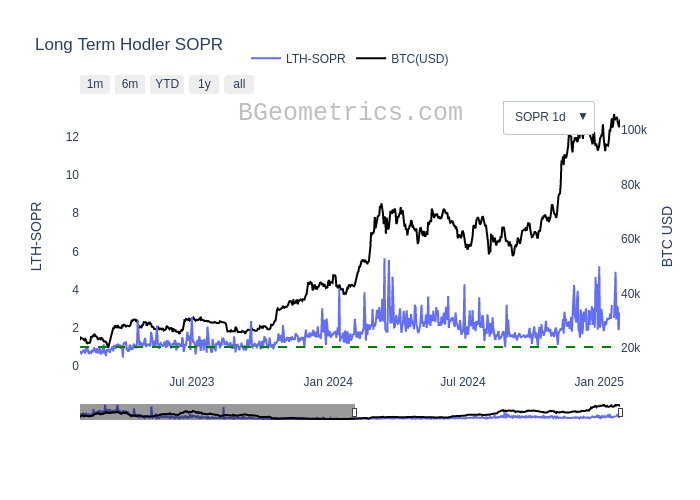 Long Term Hodler SOPR
LTH-SOPR
BTC(USD)
1m
6m
YTD
1y
all
BGeometrics.com
SOPR 1d ▼
12
10
8
6
4
2
0
LTH-SOPR
100k
80k
60k
40k
20k
BTC USD
Jul 2023
Jan 2024
Jul 2024
Jan 2025